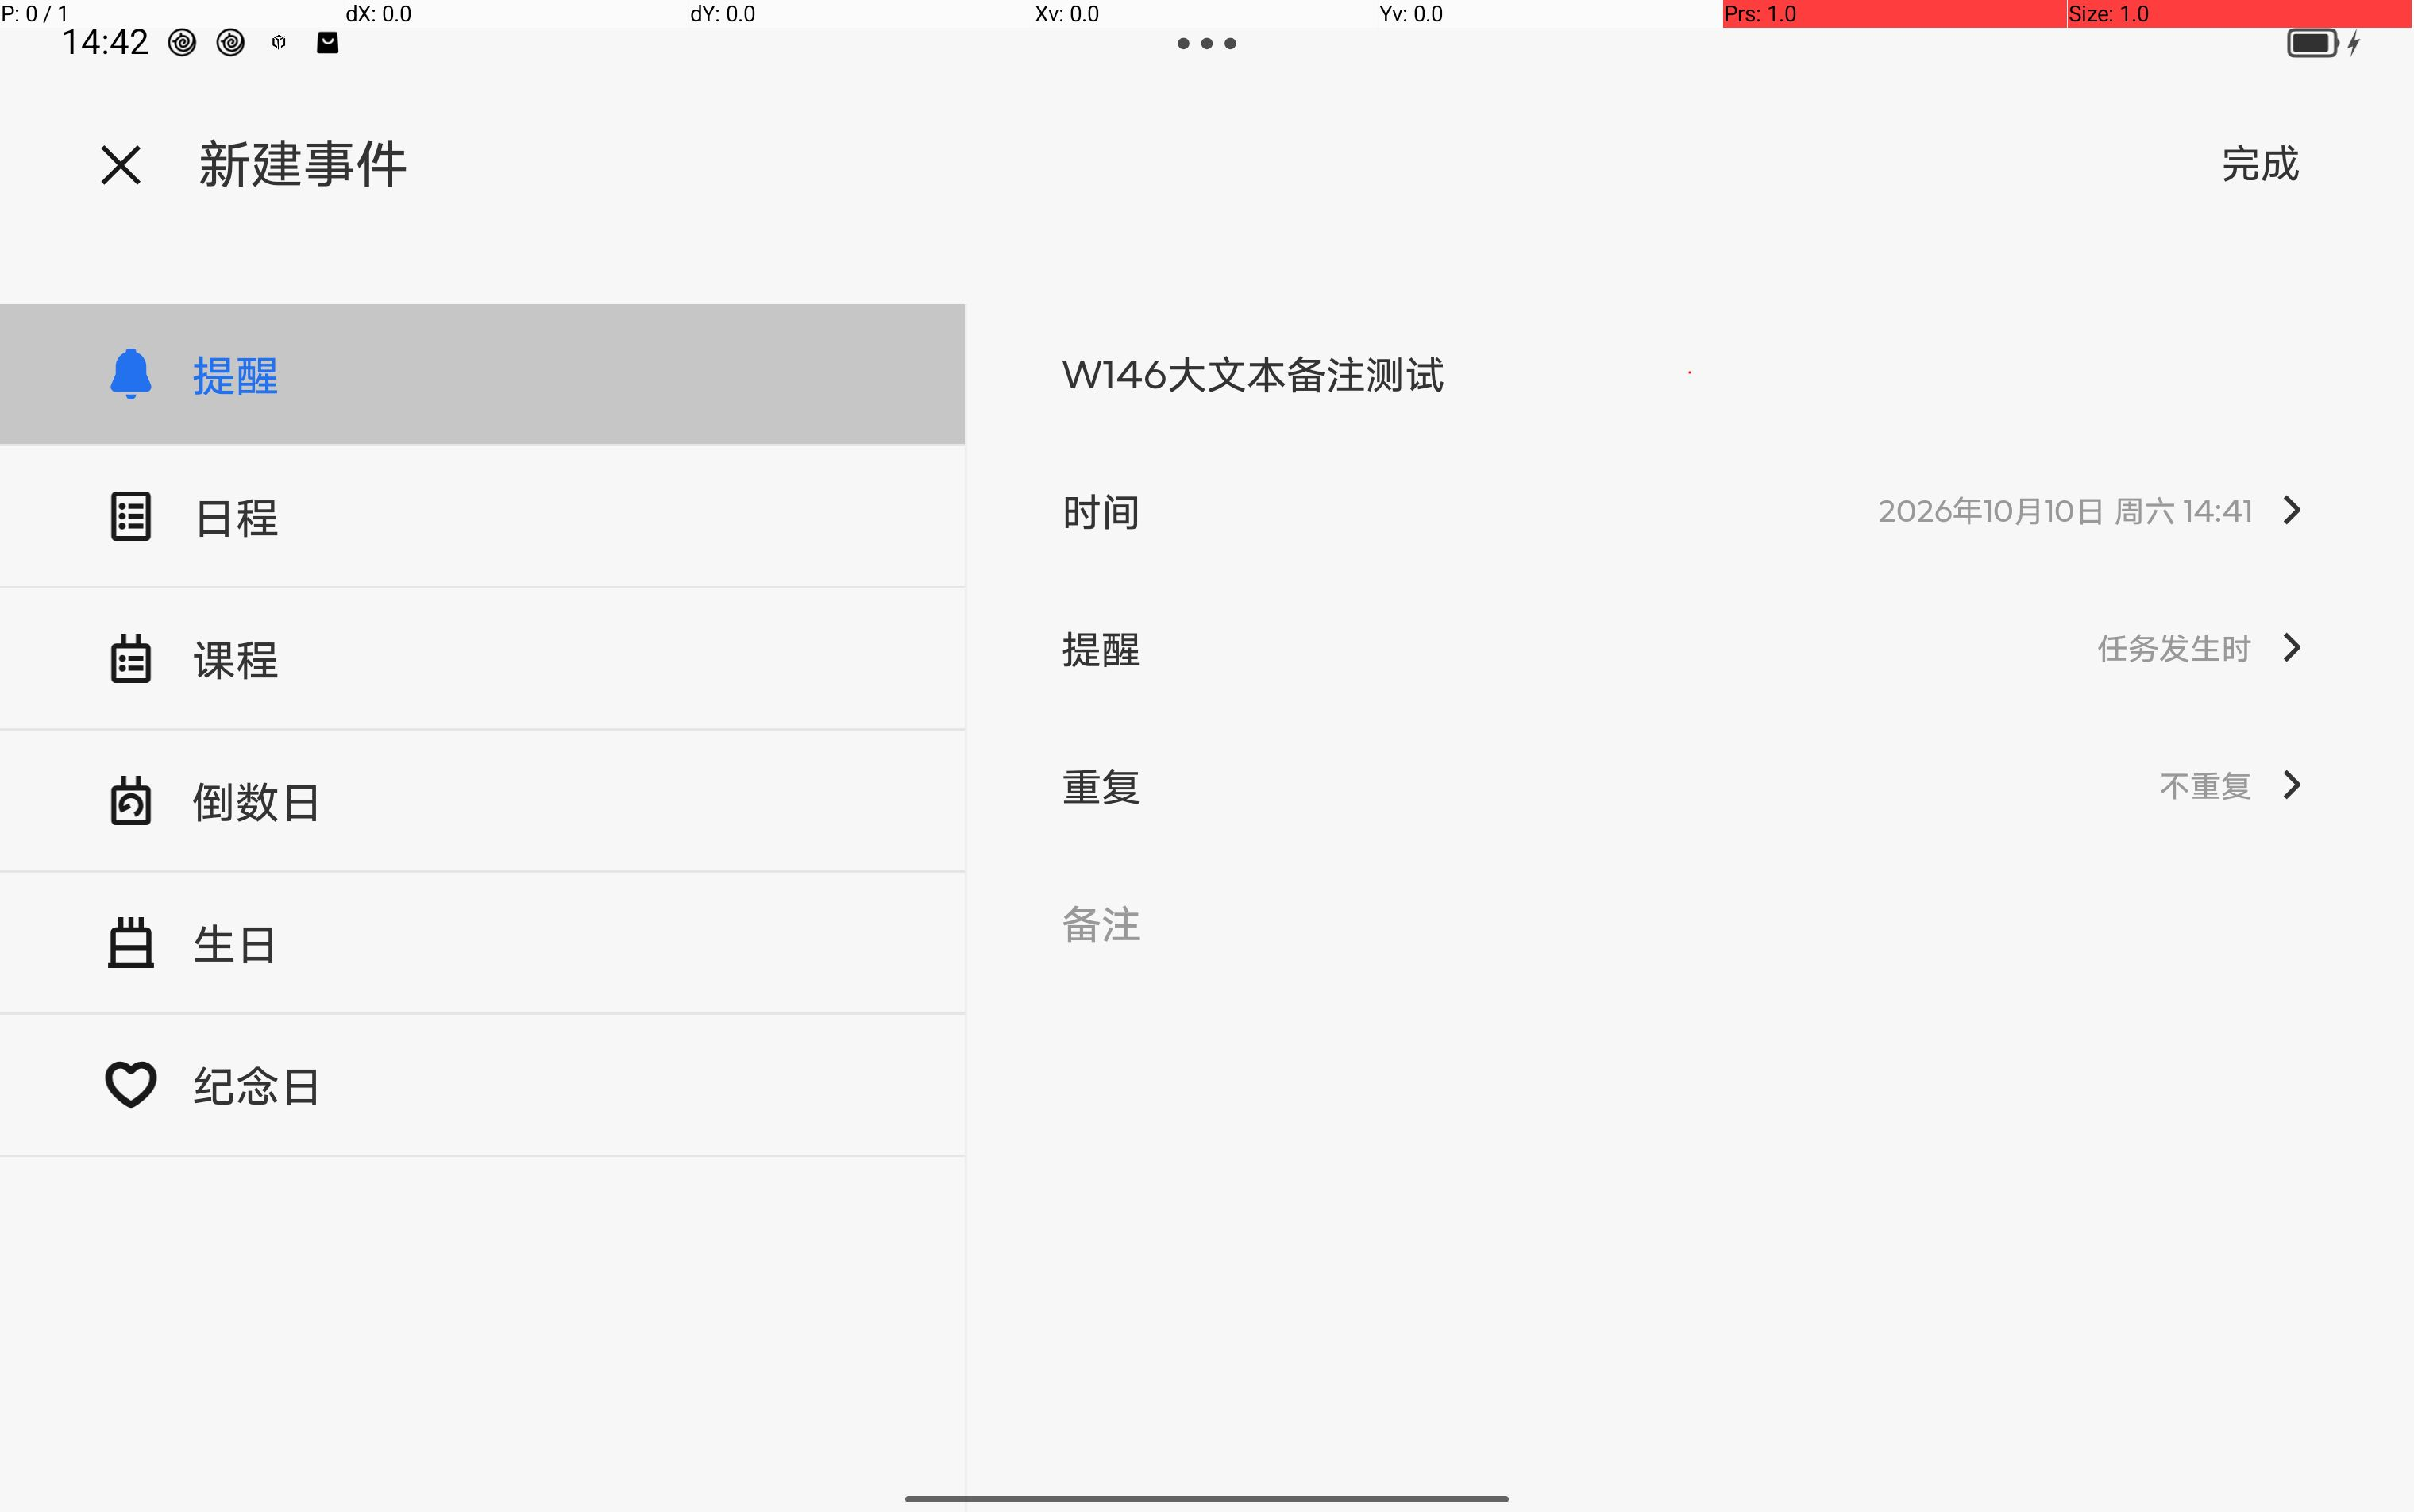 P: 0 / 1 dX: 0.0 dY: 0.0 Xv: 0.0 Yv: 0.0 Prs: 1.0 Size: 1.0
14:42
新建事件 完成
提醒
日程
课程
倒数日
生日
纪念日
W146大文本备注测试
时间 2026年10月10日 周六 14:41
提醒 任务发生时
重复 不重复
备注